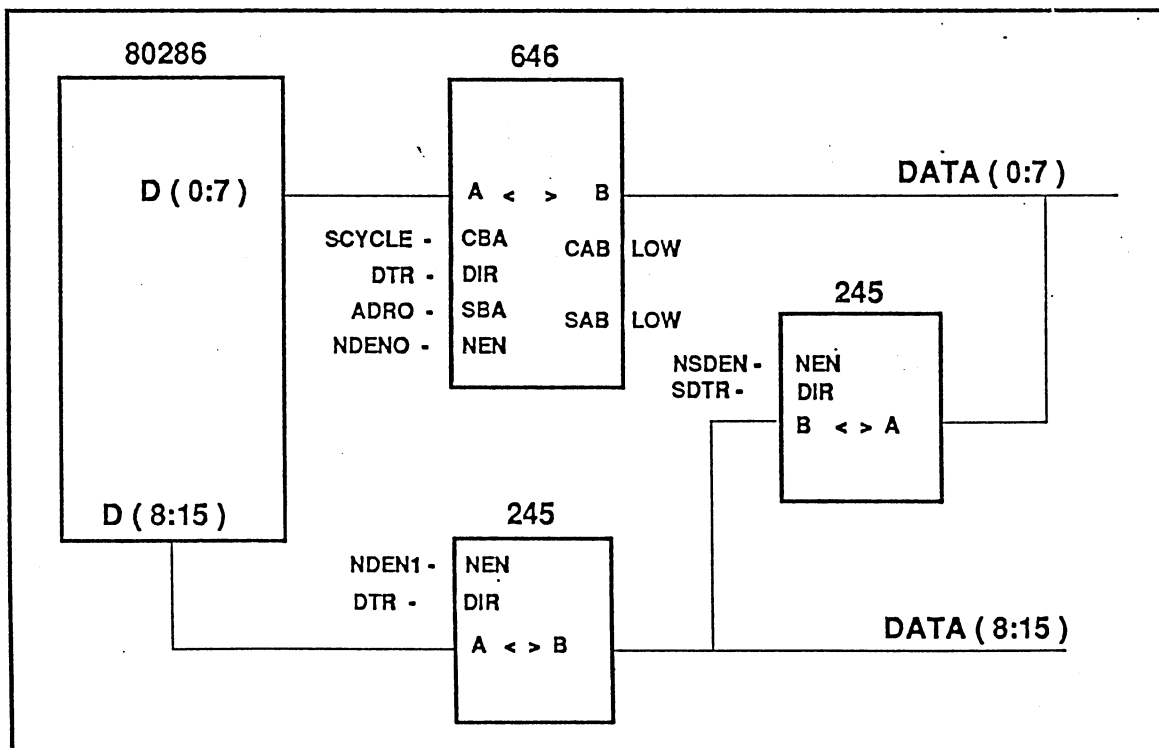 80286
646
D ( 0:7 )
A < > B
DATA ( 0:7 )
SCYCLE - CBA
CAB LOW
DTR - DIR
ADRO - SBA
SAB LOW
NDENO - NEN
245
NSDEN - NEN
SDTR - DIR
B < > A
D ( 8:15 )
245
NDEN1 - NEN
DTR - DIR
A < > B
DATA ( 8:15 )